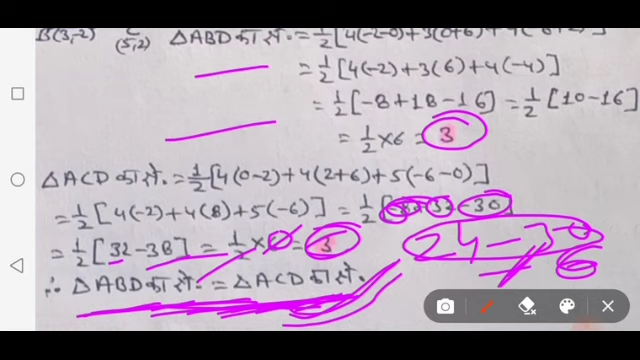 B(3,-2) C(5,2) ΔABD का क्षे. = 1/2[4(-2-0)+3(0+6)+4(-6+2)]
= 1/2[4(-2)+3(6)+4(-4)]
= 1/2[-8+18-16] = 1/2[10-16]
= 1/2×6 = 3
ΔACD का क्षे. = 1/2[4(0-2)+4(2+6)+5(-6-0)]
= 1/2[4(-2)+4(8)+5(-6)] = 1/2[-8+32-30]
= 1/2[32-38] = 1/2×6 = 3
24-30
6
∴ ΔABD का क्षे. = ΔACD का क्षे.